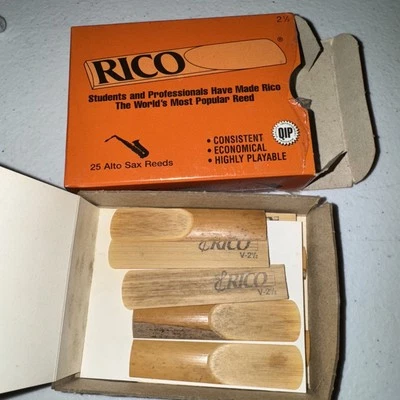 2½
RICO
®
Students and Professionals Have Made Rico
The World's Most Popular Reed
25 Alto Sax Reeds
• CONSISTENT
• ECONOMICAL
• HIGHLY PLAYABLE
QIP
RICO
V-2½
RICO
V-2½